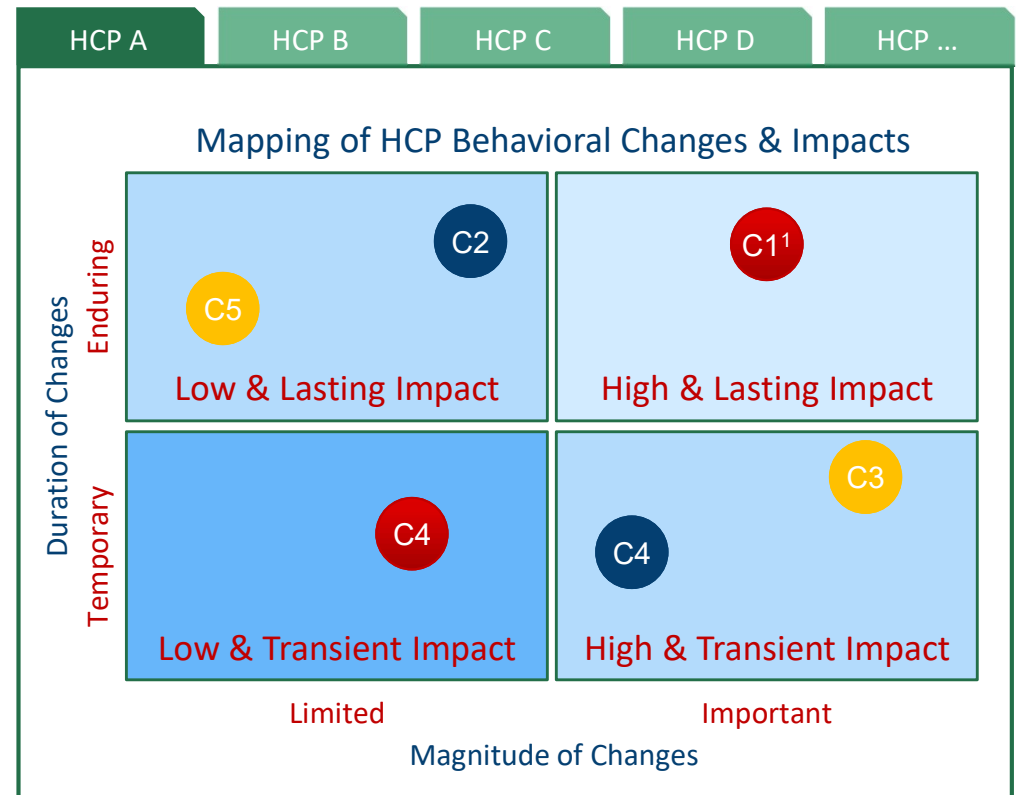 HCP A
HCP B
HCP C
HCP D
HCP ...
Mapping of HCP Behavioral Changes & Impacts
Duration of Changes
Enduring
Temporary
C2
C5
Low & Lasting Impact
C1¹
High & Lasting Impact
C4
Low & Transient Impact
C3
C4
High & Transient Impact
Limited
Important
Magnitude of Changes